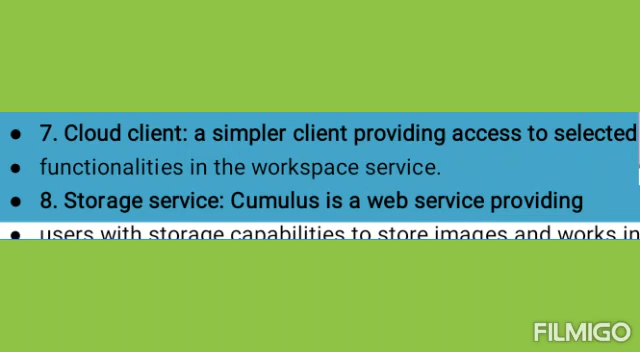 ● 7. Cloud client: a simpler client providing access to selected
● functionalities in the workspace service.
● 8. Storage service: Cumulus is a web service providing
● users with storage capabilities to store images and works in
FILMIGO